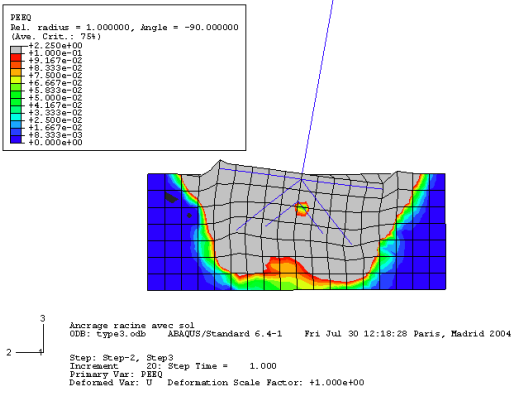 PEEQ
Rel. radius = 1.000000, Angle = -90.000000
(Ave. Crit.: 75%)
+2.250e+00
+1.000e-01
+9.167e-02
+8.333e-02
+7.500e-02
+6.667e-02
+5.833e-02
+5.000e-02
+4.167e-02
+3.333e-02
+2.500e-02
+1.667e-02
+8.333e-03
+0.000e+00
3
2
1
Ancrage racine avec sol
ODB: type3.odb ABAQUS/Standard 6.4-1 Fri Jul 30 12:18:28 Paris, Madrid 2004
Step: Step-2, Step3
Increment 20: Step Time = 1.000
Primary Var: PEEQ
Deformed Var: U Deformation Scale Factor: +1.000e+00